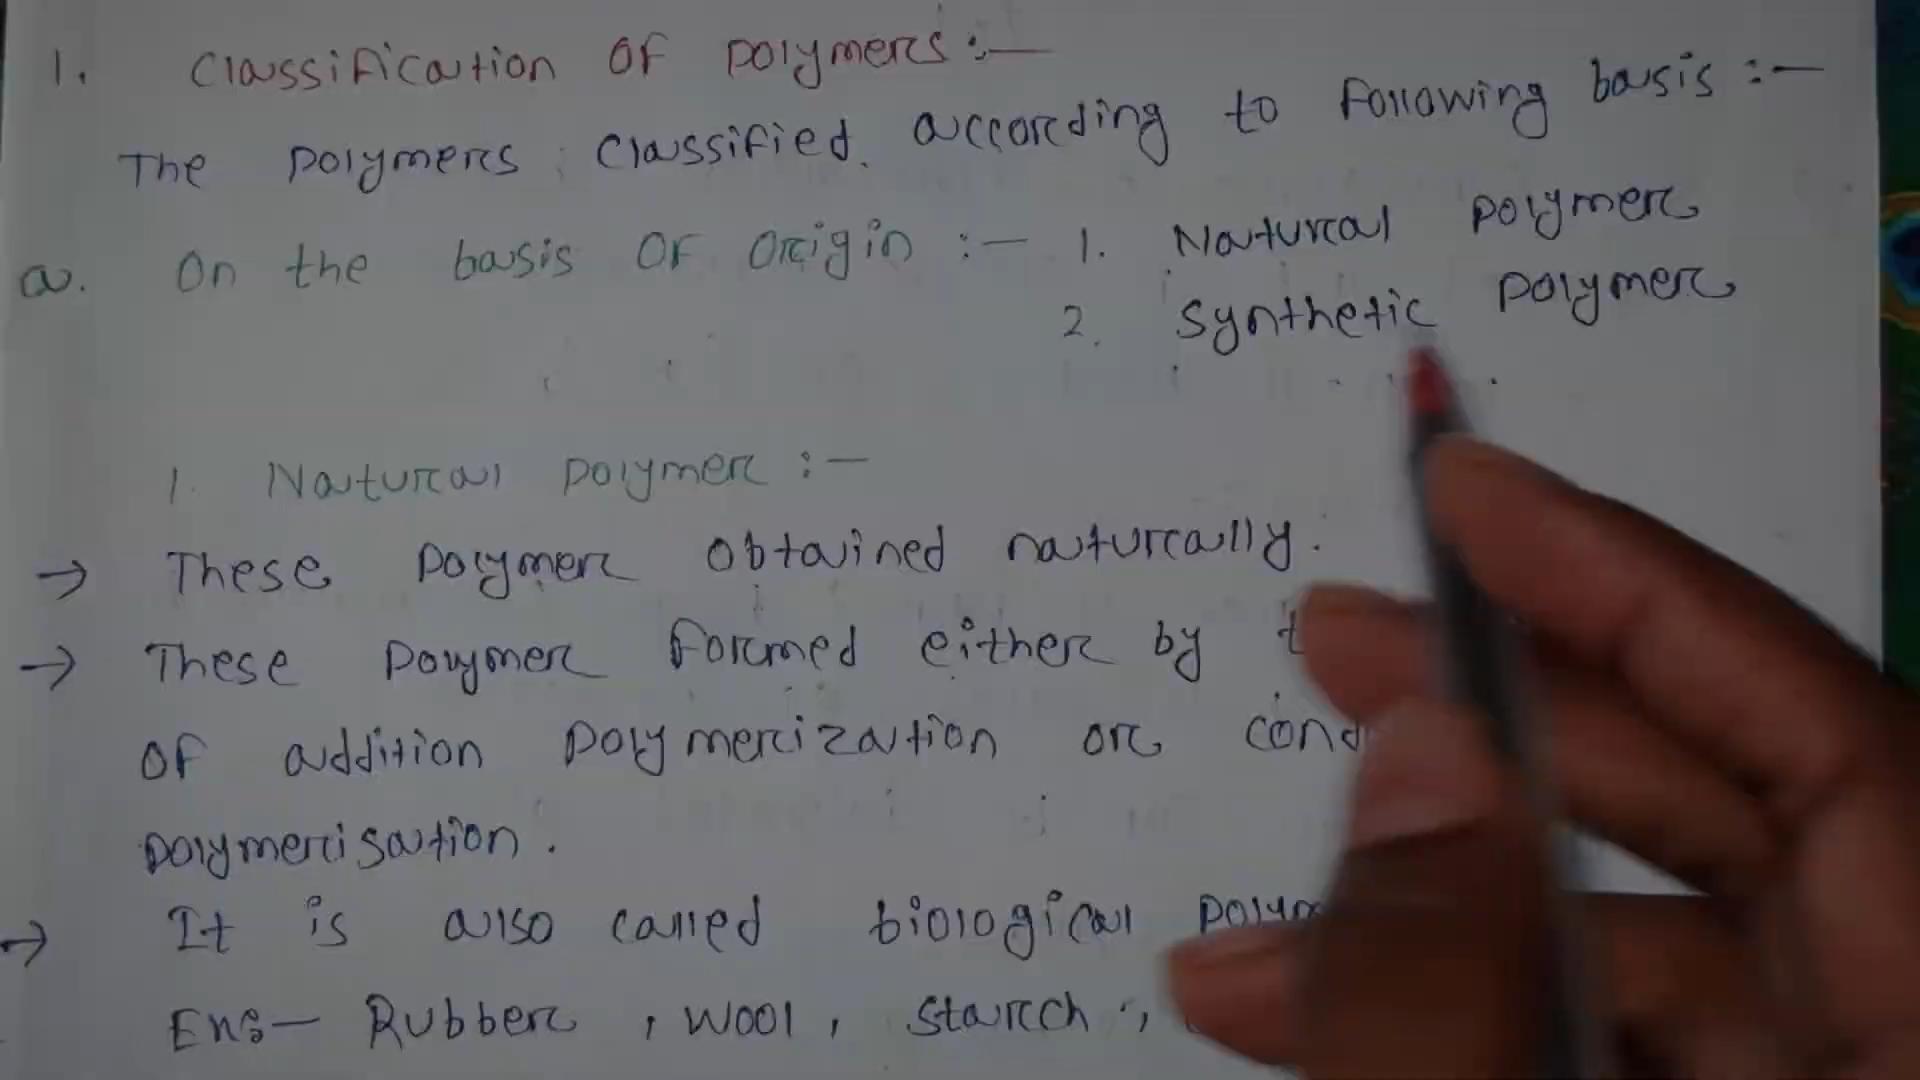 1. Classification of polymers :-
The polymers classified according to following basis :-
a. On the basis of origin :- 1. Natural polymer
2. Synthetic polymer
1. Natural polymer :-
→ These polymer obtained naturally.
→ These polymer formed either by
of addition polymerization or
polymerisation.
→ It is also called biological
Ex:- Rubber, wool, starch,